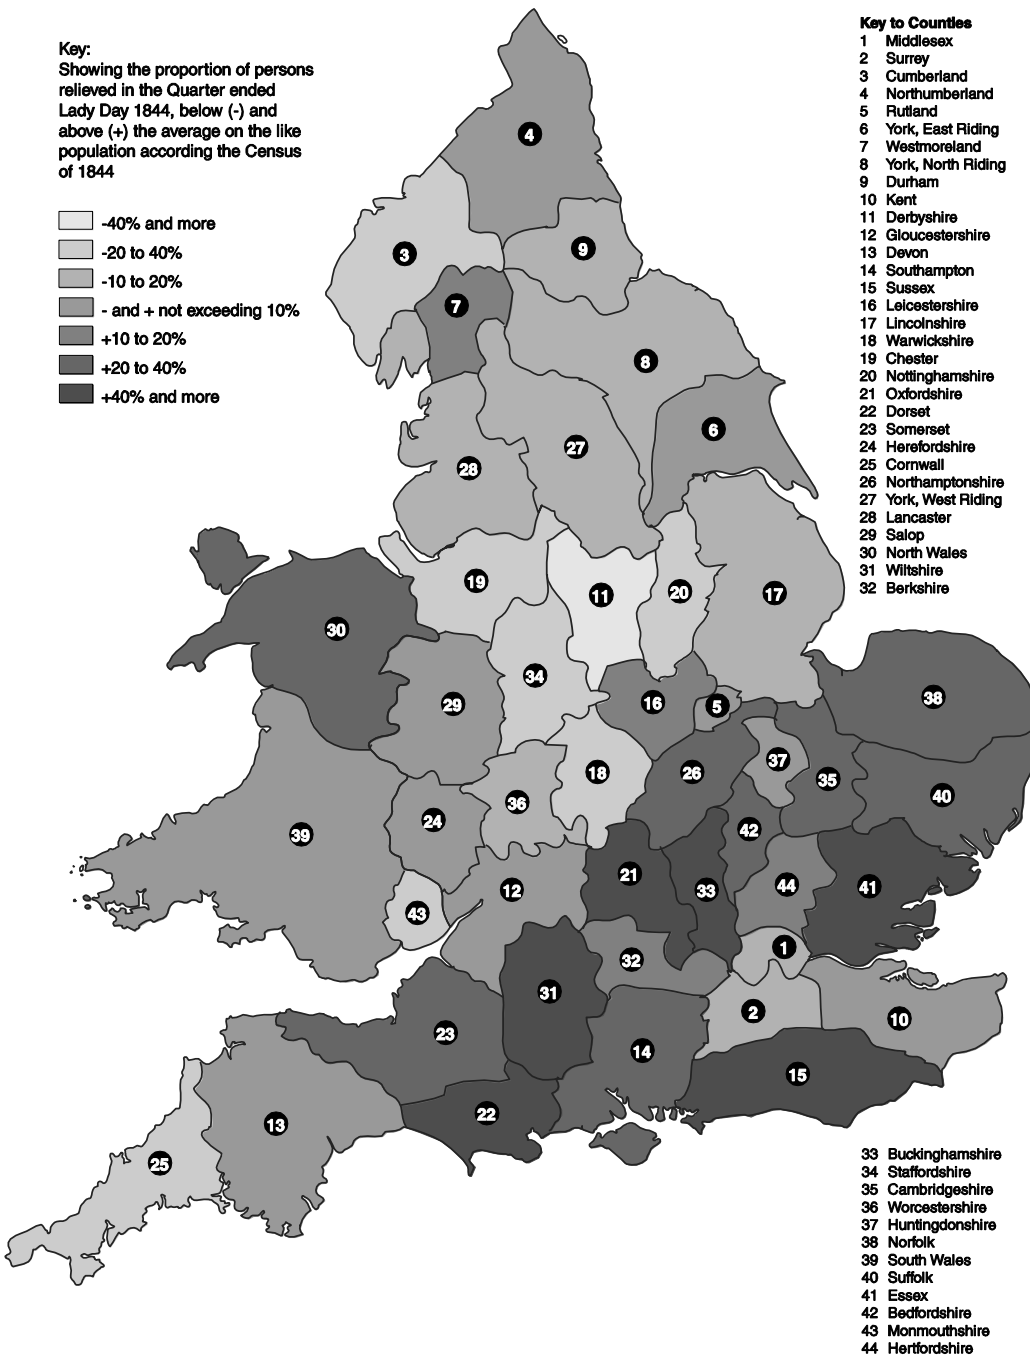 Key:
Showing the proportion of persons
relieved in the Quarter ended
Lady Day 1844, below (-) and
above (+) the average on the like
population according the Census
of 1844
-40% and more
-20 to 40%
-10 to 20%
- and + not exceeding 10%
+10 to 20%
+20 to 40%
+40% and more
Key to Counties
1 Middlesex
2 Surrey
3 Cumberland
4 Northumberland
5 Rutland
6 York, East Riding
7 Westmoreland
8 York, North Riding
9 Durham
10 Kent
11 Derbyshire
12 Gloucestershire
13 Devon
14 Southampton
15 Sussex
16 Leicestershire
17 Lincolnshire
18 Warwickshire
19 Chester
20 Nottinghamshire
21 Oxfordshire
22 Dorset
23 Somerset
24 Herefordshire
25 Cornwall
26 Northamptonshire
27 York, West Riding
28 Lancaster
29 Salop
30 North Wales
31 Wiltshire
32 Berkshire
4
3
9
7
8
6
27
28
19
11
20
17
30
34
29
16
5
38
37
18
26
35
36
40
24
42
39
21
44
41
12
33
43
1
32
31
2
10
23
14
15
22
13
25
33 Buckinghamshire
34 Staffordshire
35 Cambridgeshire
36 Worcestershire
37 Huntingdonshire
38 Norfolk
39 South Wales
40 Suffolk
41 Essex
42 Bedfordshire
43 Monmouthshire
44 Hertfordshire